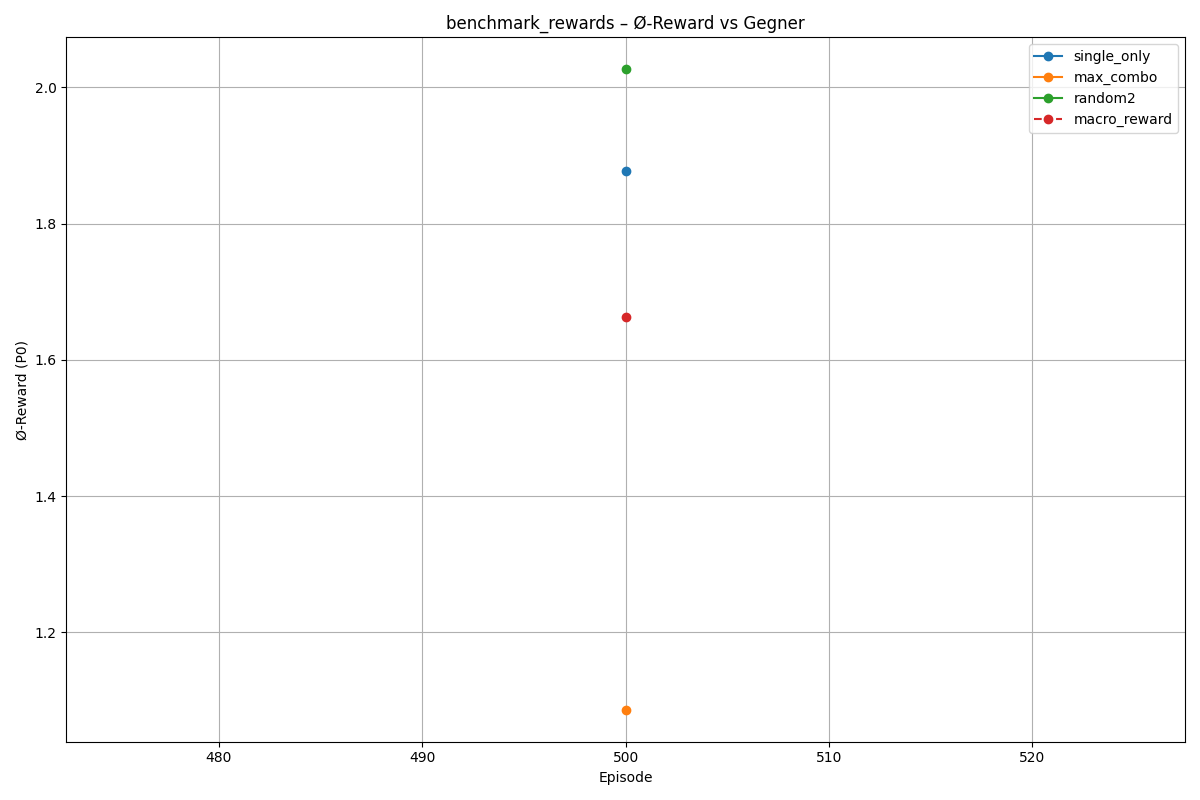 benchmark_rewards – Ø-Reward vs Gegner
single_only
max_combo
random2
macro_reward
Ø-Reward (P0)
2.0
1.8
1.6
1.4
1.2
480 490 500 510 520
Episode